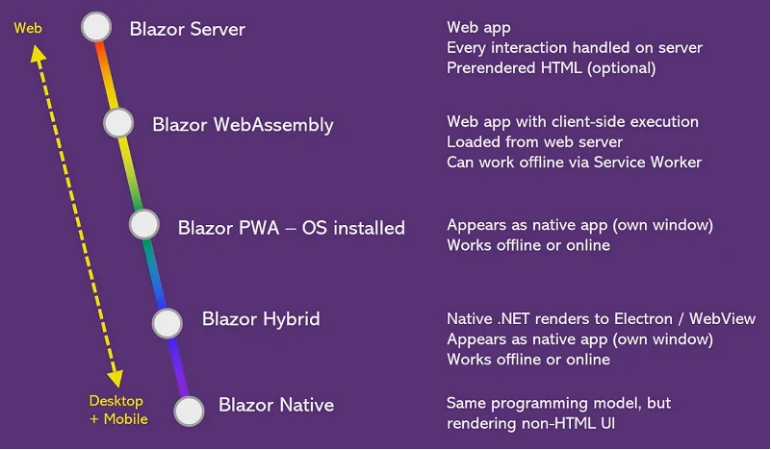 Web
Blazor Server
Web app
Every interaction handled on server
Prerendered HTML (optional)
Blazor WebAssembly
Web app with client-side execution
Loaded from web server
Can work offline via Service Worker
Blazor PWA – OS installed
Appears as native app (own window)
Works offline or online
Blazor Hybrid
Native .NET renders to Electron / WebView
Appears as native app (own window)
Works offline or online
Desktop
+ Mobile
Blazor Native
Same programming model, but
rendering non-HTML UI